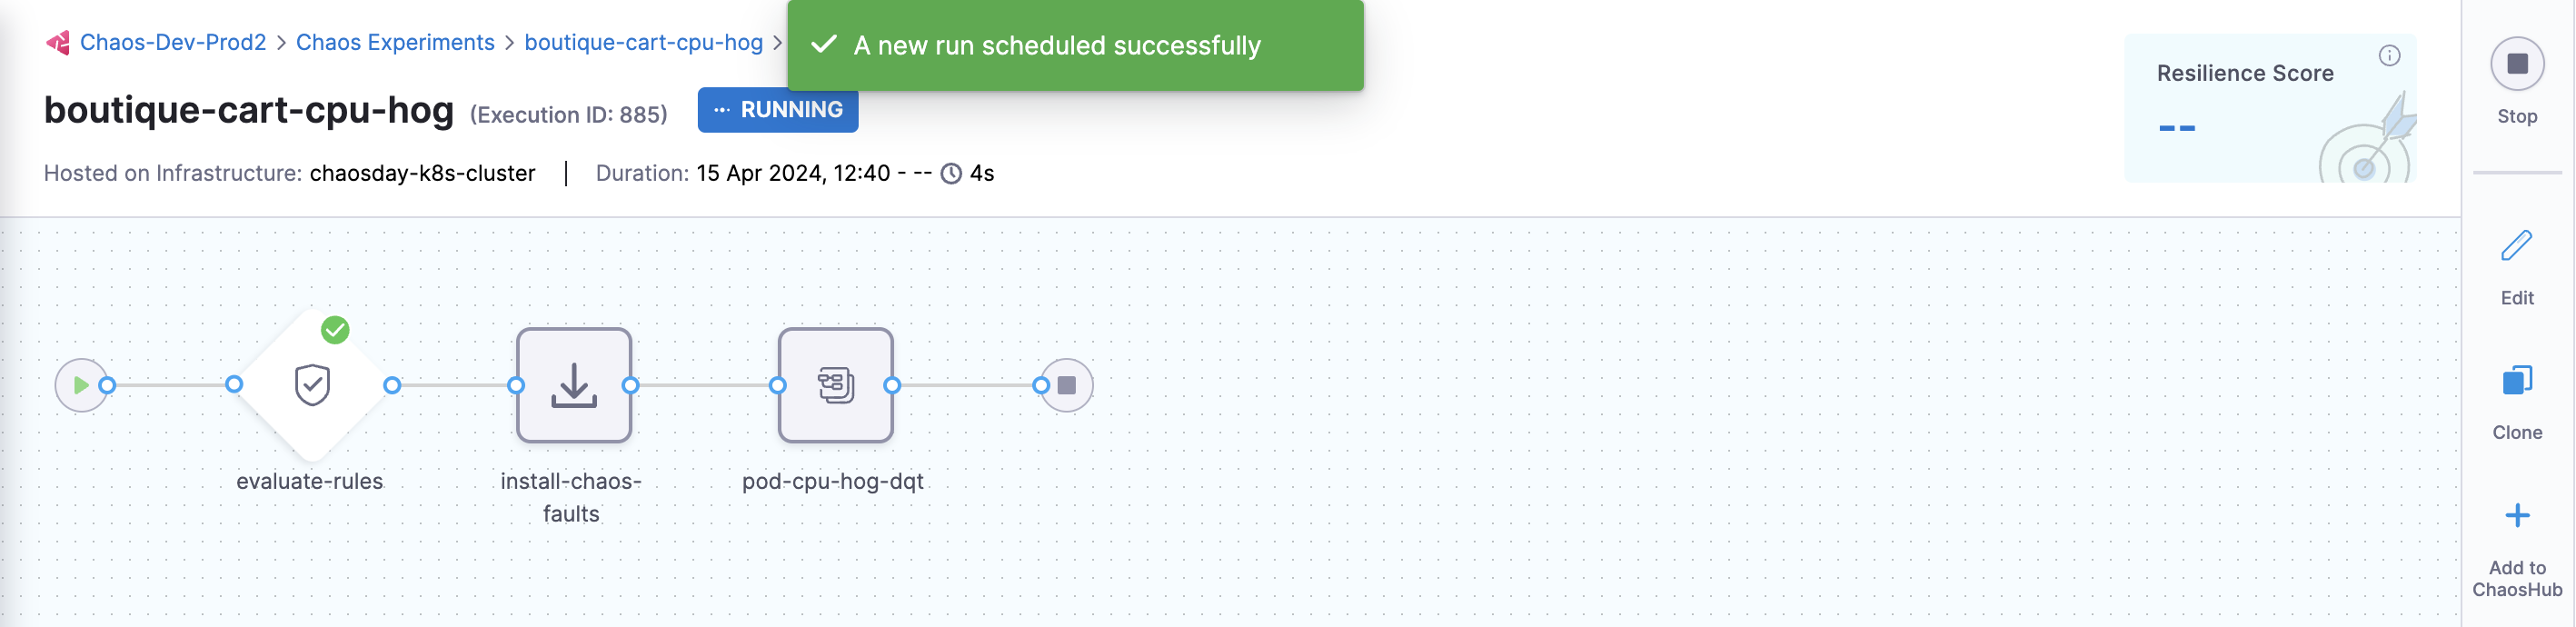 Chaos-Dev-Prod2 > Chaos Experiments > boutique-cart-cpu-hog >
A new run scheduled successfully
boutique-cart-cpu-hog (Execution ID: 885) ··· RUNNING
Hosted on Infrastructure: chaosday-k8s-cluster | Duration: 15 Apr 2024, 12:40 - -- 4s
Resilience Score
--
Stop
Edit
Clone
Add to
ChaosHub
evaluate-rules
install-chaos-
faults
pod-cpu-hog-dqt